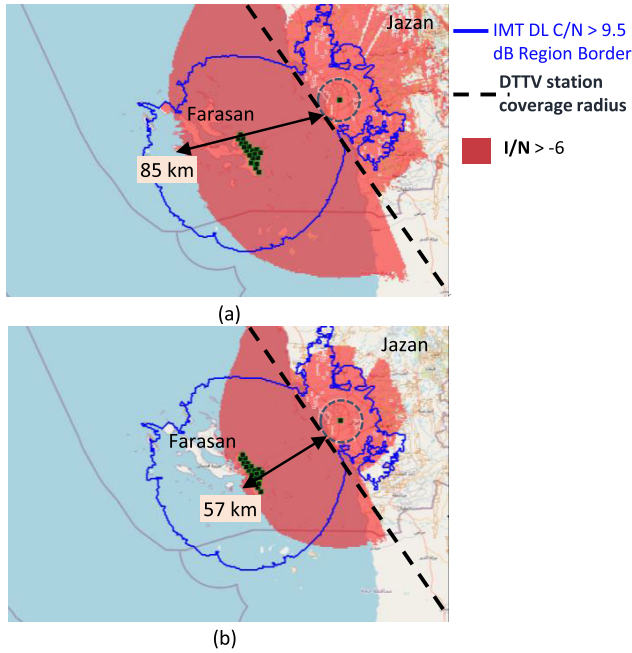 Jazan
IMT DL C/N > 9.5
dB Region Border
DTTV station
coverage radius
I/N > -6
Farasan
85 km
(a)
Jazan
Farasan
57 km
(b)